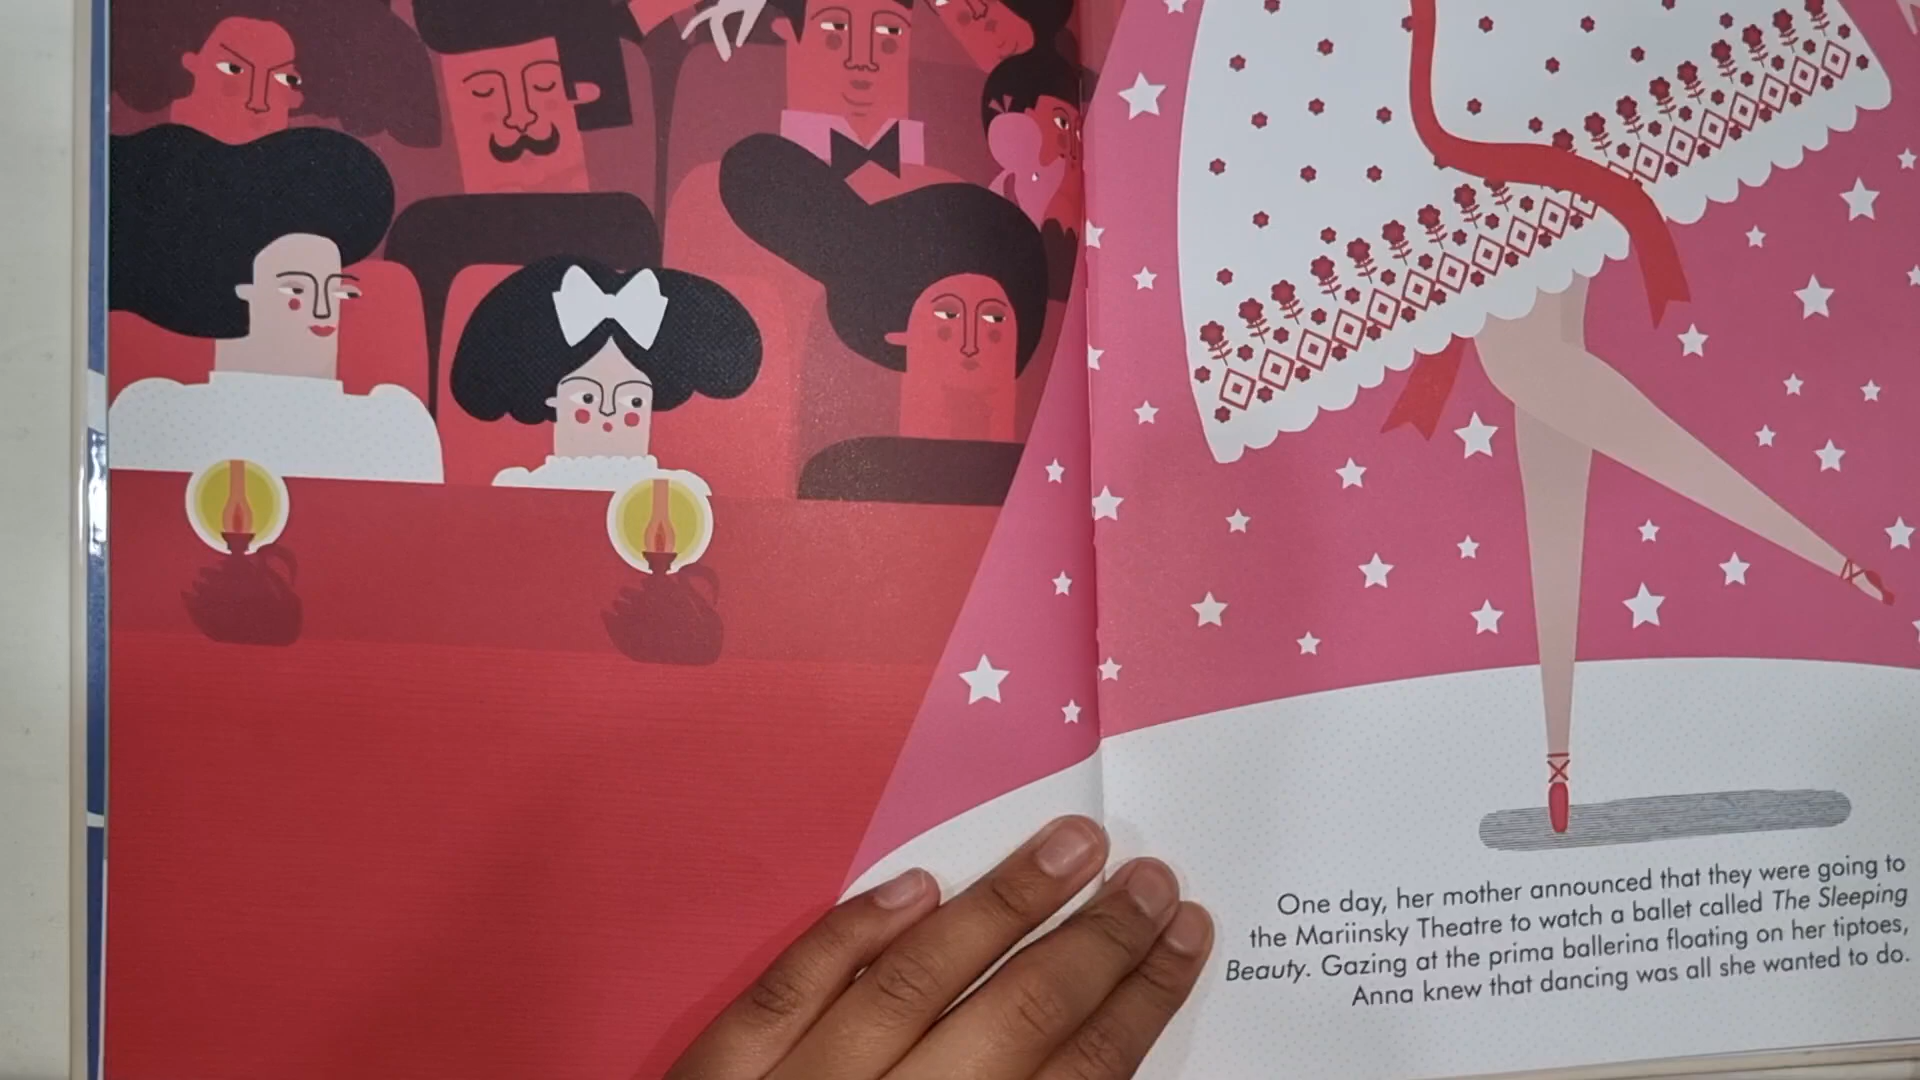 One day, her mother announced that they were going to
the Mariinsky Theatre to watch a ballet called The Sleeping
Beauty. Gazing at the prima ballerina floating on her tiptoes,
Anna knew that dancing was all she wanted to do.